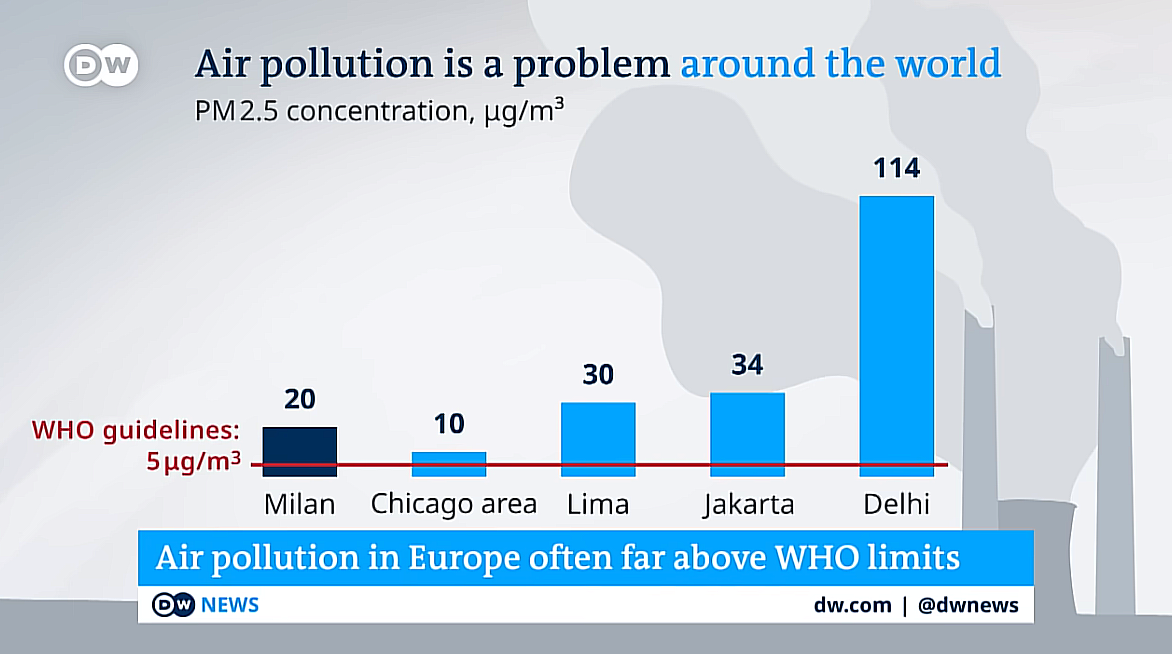 DW
Air pollution is a problem around the world
PM2.5 concentration, µg/m³
114
34
30
20
10
WHO guidelines:
5µg/m³
Milan
Chicago area
Lima
Jakarta
Delhi
Air pollution in Europe often far above WHO limits
DW NEWS
dw.com | @dwnews